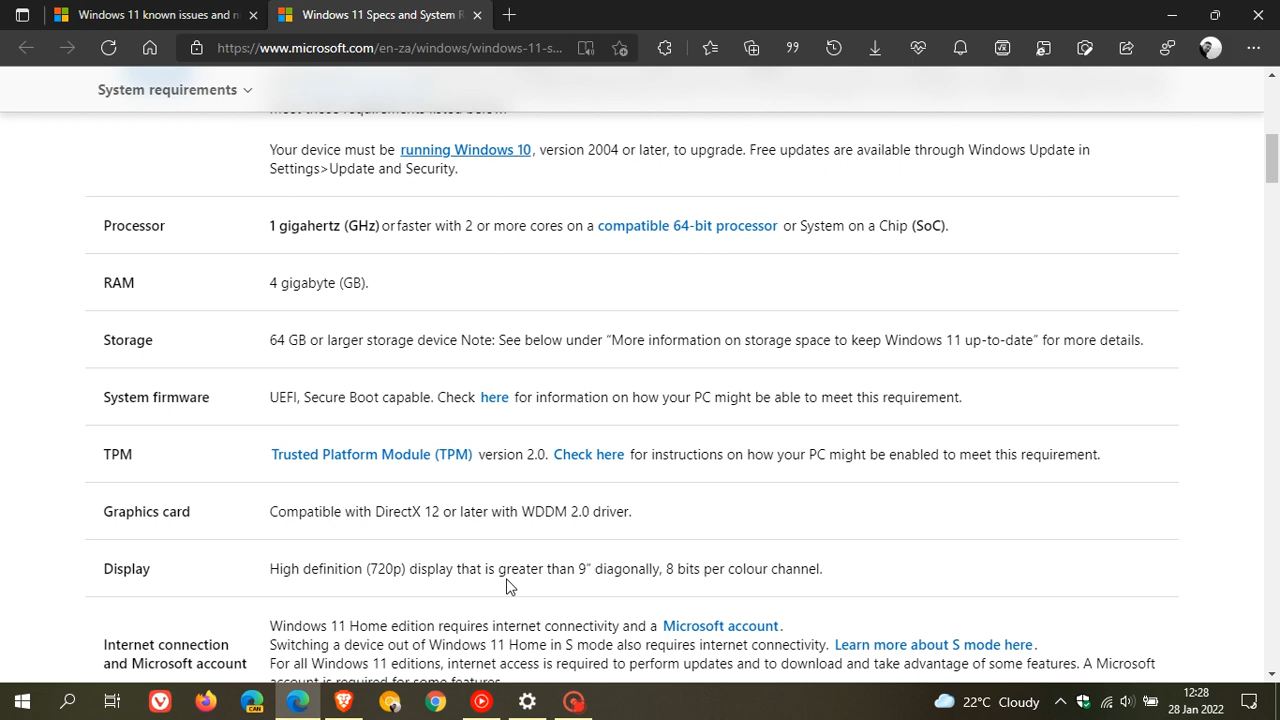 Windows 11 known issues and n
Windows 11 Specs and System R
https://www.microsoft.com/en-za/windows/windows-11-s...
System requirements
Your device must be running Windows 10, version 2004 or later, to upgrade. Free updates are available through Windows Update in
Settings>Update and Security.
Processor
1 gigahertz (GHz) or faster with 2 or more cores on a compatible 64-bit processor or System on a Chip (SoC).
RAM
4 gigabyte (GB).
Storage
64 GB or larger storage device Note: See below under “More information on storage space to keep Windows 11 up-to-date” for more details.
System firmware
UEFI, Secure Boot capable. Check here for information on how your PC might be able to meet this requirement.
TPM
Trusted Platform Module (TPM) version 2.0. Check here for instructions on how your PC might be enabled to meet this requirement.
Graphics card
Compatible with DirectX 12 or later with WDDM 2.0 driver.
Display
High definition (720p) display that is greater than 9” diagonally, 8 bits per colour channel.
Internet connection
and Microsoft account
Windows 11 Home edition requires internet connectivity and a Microsoft account.
Switching a device out of Windows 11 Home in S mode also requires internet connectivity. Learn more about S mode here.
For all Windows 11 editions, internet access is required to perform updates and to download and take advantage of some features. A Microsoft
account is required for some features.
CAN
22°C Cloudy
12:28
28 Jan 2022